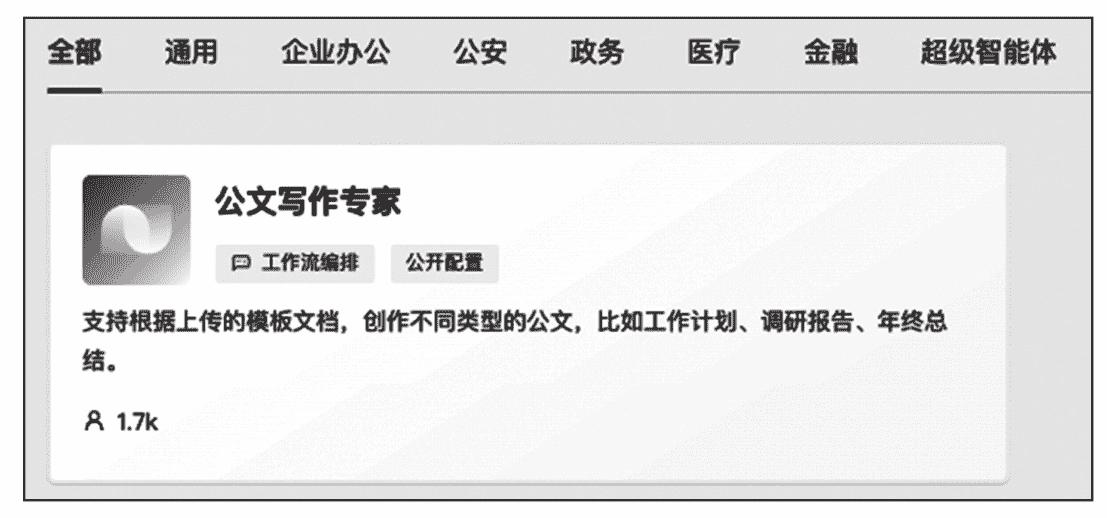 全部 通用 企业办公 公安 政务 医疗 金融 超级智能体
公文写作专家
工作流编排 公开配置
支持根据上传的模板文档，创作不同类型的公文，比如工作计划、调研报告、年终总
结。
1.7k